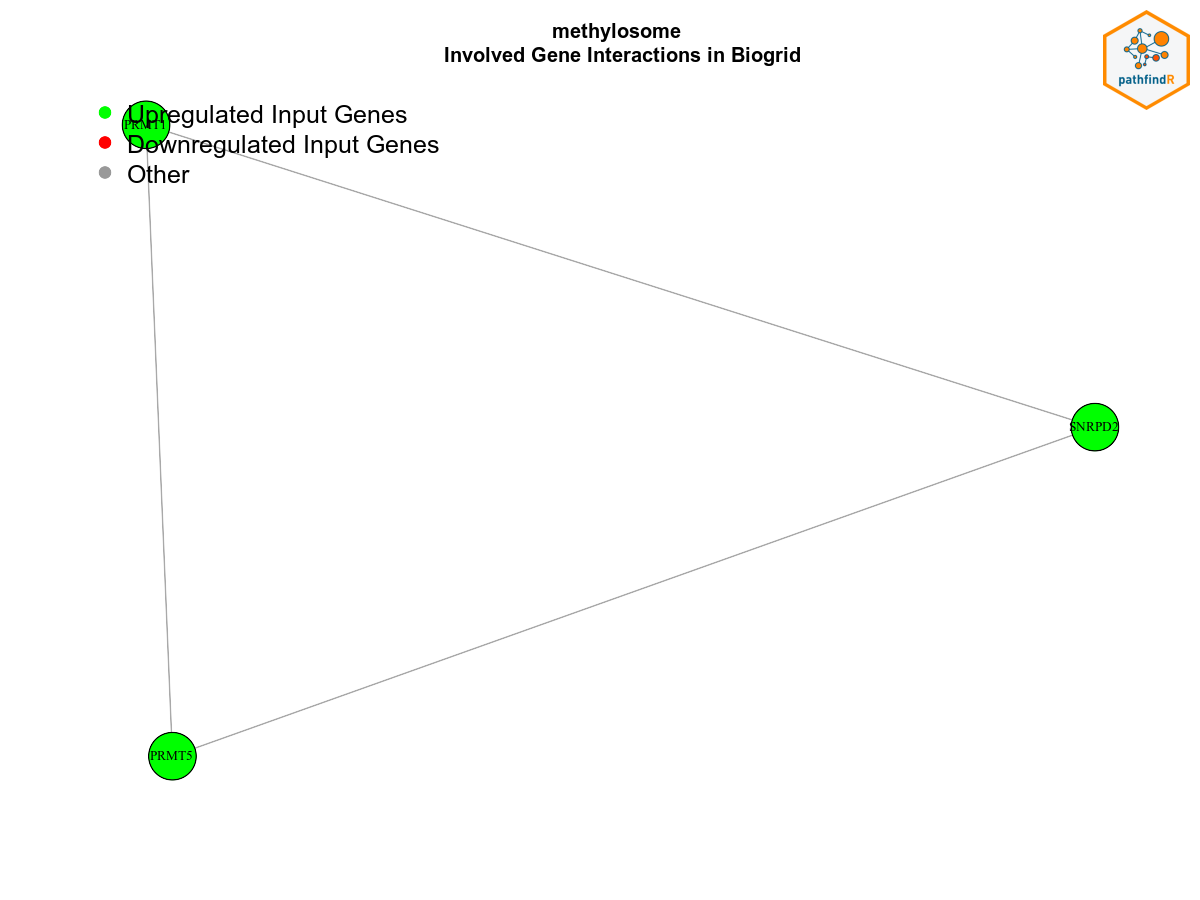 methylosome
Involved Gene Interactions in Biogrid
pathfindR
Upregulated Input Genes
PRMT1
Downregulated Input Genes
Other
SNRPD2
PRMT5